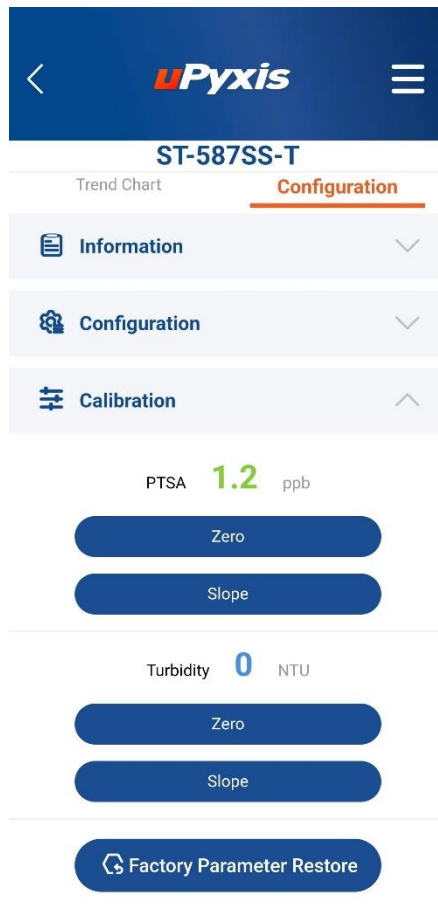 uPyxis
ST-587SS-T
Trend Chart Configuration
Information
Configuration
Calibration
PTSA 1.2 ppb
Zero
Slope
Turbidity 0 NTU
Zero
Slope
Factory Parameter Restore